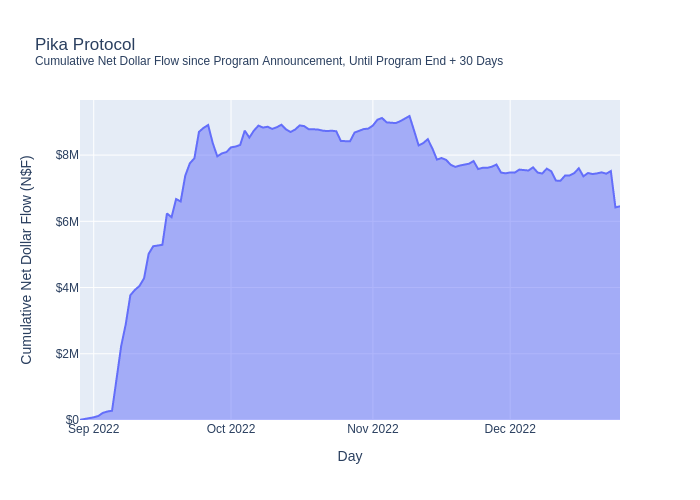 Pika Protocol
Cumulative Net Dollar Flow since Program Announcement, Until Program End + 30 Days
Cumulative Net Dollar Flow (N$F)
$8M
$6M
$4M
$2M
$0
Sep 2022
Oct 2022
Nov 2022
Dec 2022
Day